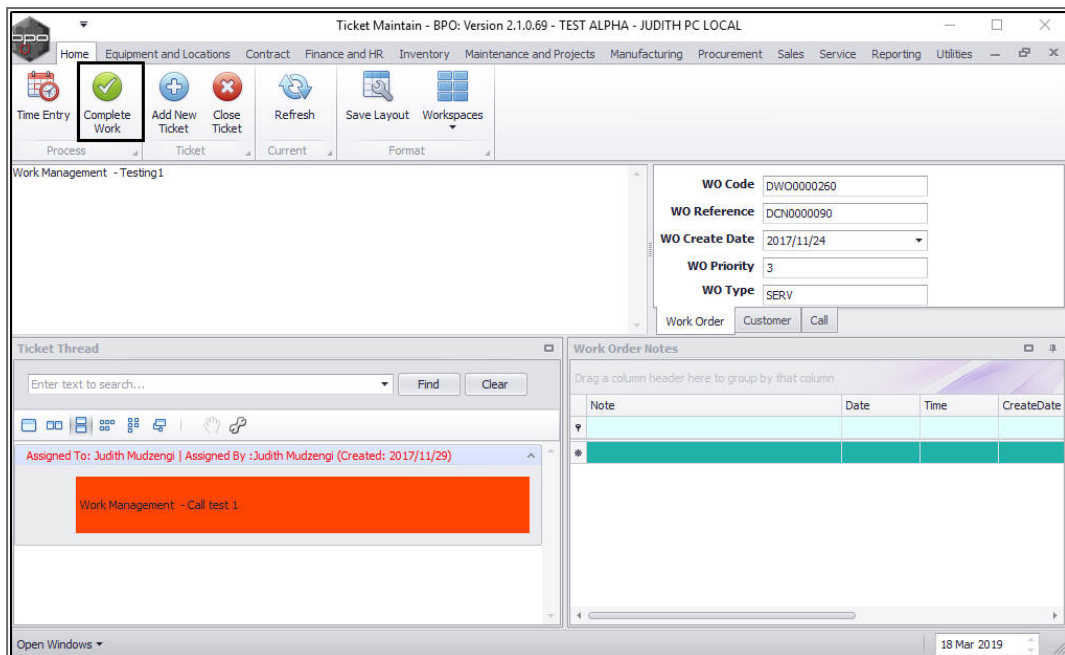 Ticket Maintain - BPO: Version 2.1.0.69 - TEST ALPHA - JUDITH PC LOCAL
bpo
Home Equipment and Locations Contract Finance and HR Inventory Maintenance and Projects Manufacturing Procurement Sales Service Reporting Utilities
Time Entry Complete Work Add New Ticket Close Ticket Refresh Save Layout Workspaces
Process Ticket Current Format
Work Management - Testing1
WO Code DWO0000260
WO Reference DCN0000090
WO Create Date 2017/11/24
WO Priority 3
WO Type SERV
Work Order Customer Call
Ticket Thread
Enter text to search... Find Clear
Assigned To: Judith Mudzengi | Assigned By :Judith Mudzengi (Created: 2017/11/29)
Work Management - Call test 1
Work Order Notes
Drag a column header here to group by that column
Note Date Time CreateDate
Open Windows 18 Mar 2019